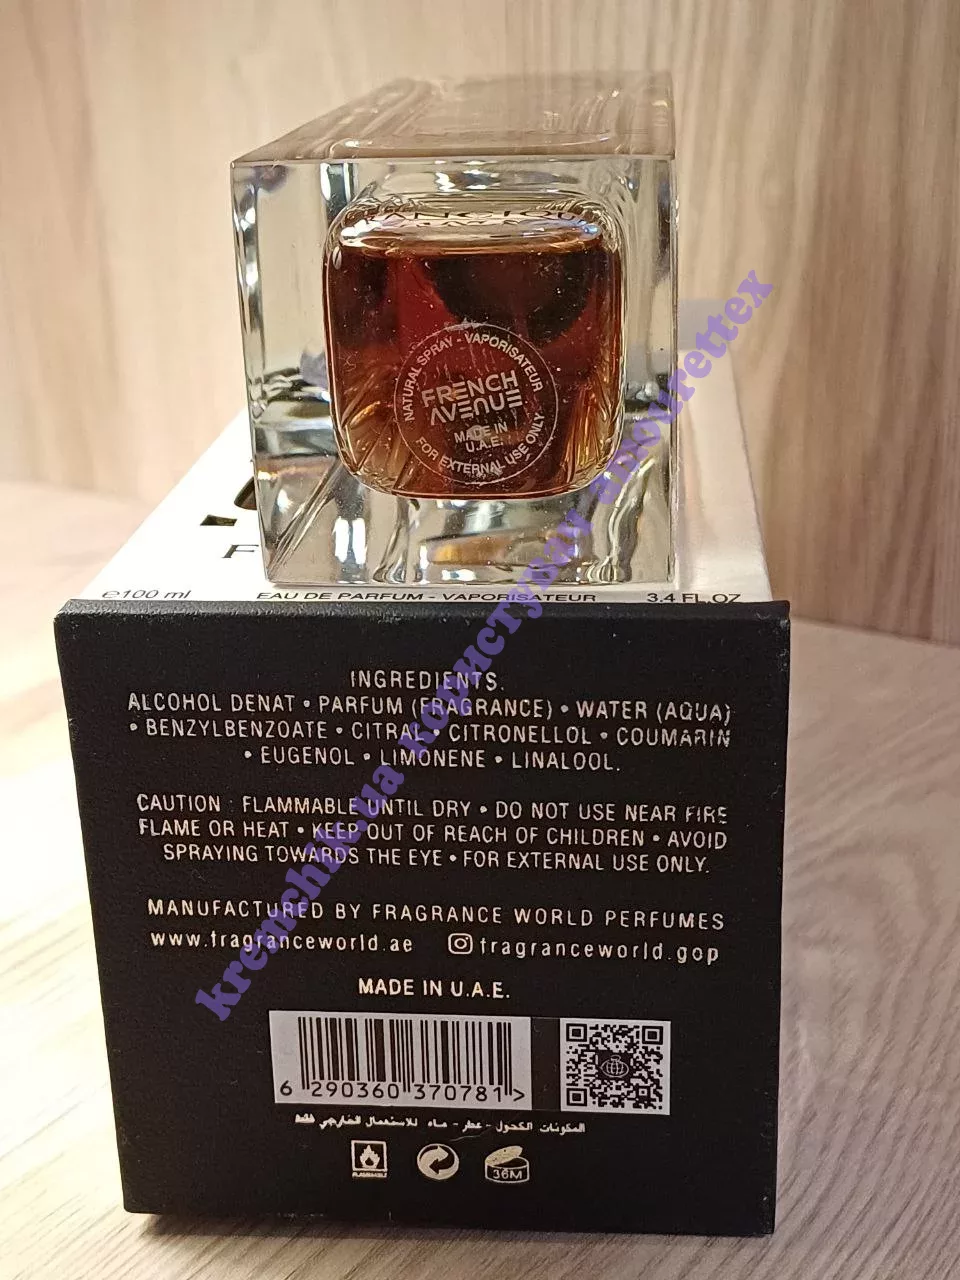 NATURAL SPRAY - VAPORISATEUR
FRENCH
AVENUE
MADE IN
U.A.E.
FOR EXTERNAL USE ONLY
F
℮100 ml EAU DE PARFUM - VAPORISATEUR 3.4 FL.OZ
INGREDIENTS.
ALCOHOL DENAT • PARFUM (FRAGRANCE) • WATER (AQUA)
• BENZYLBENZOATE • CITRAL • CITRONELLOL • COUMARIN
• EUGENOL • LIMONENE • LINALOOL.
CAUTION : FLAMMABLE UNTIL DRY • DO NOT USE NEAR FIRE
FLAME OR HEAT • KEEP OUT OF REACH OF CHILDREN • AVOID
SPRAYING TOWARDS THE EYE • FOR EXTERNAL USE ONLY.
MANUFACTURED BY FRAGRANCE WORLD PERFUMES
www.fragranceworld.ae fragranceworld.gop
MADE IN U.A.E.
6 290360 370781 >
المكونات الكحول - عطر - ماء للاستعمال الخارجي فقط
36M
kremchik.ua користувач anourettex